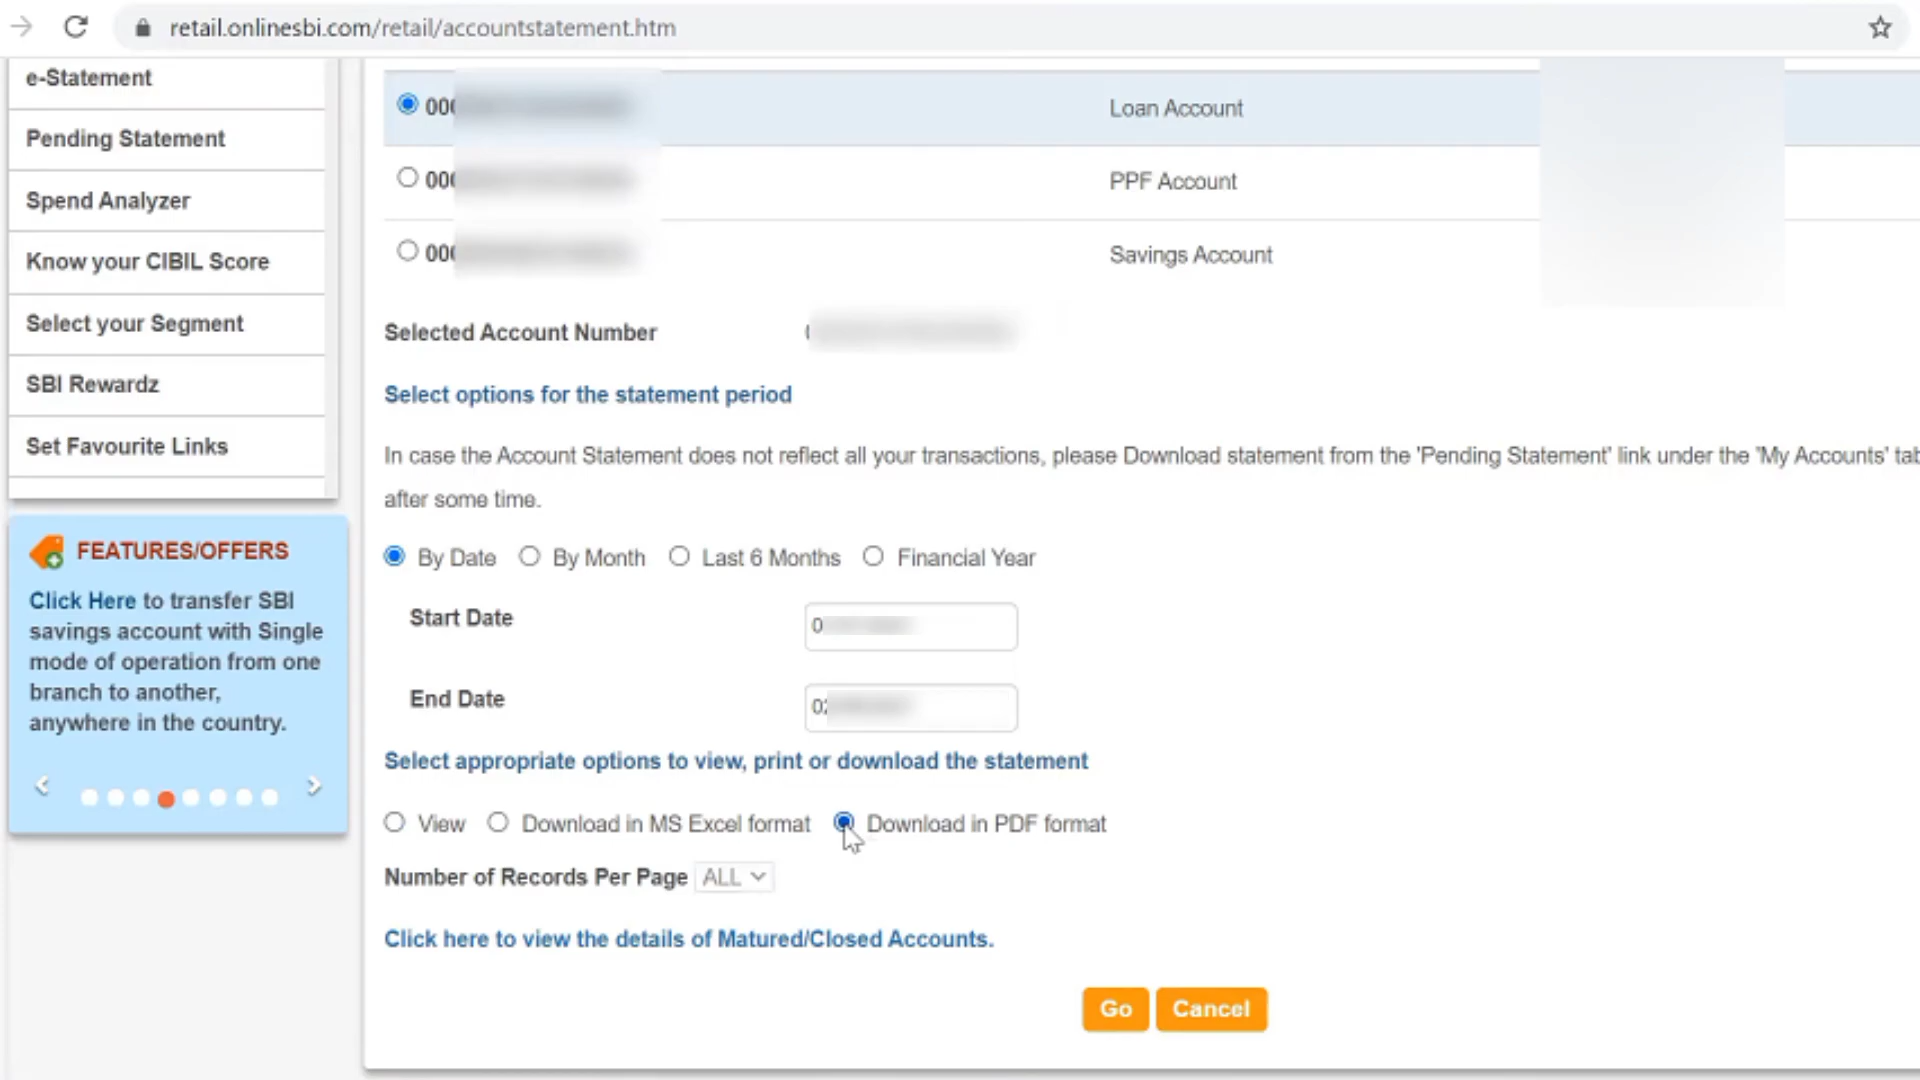 retail.onlinesbi.com/retail/accountstatement.htm
e-Statement
Pending Statement
Spend Analyzer
Know your CIBIL Score
Select your Segment
SBI Rewardz
Set Favourite Links
FEATURES/OFFERS
Click Here to transfer SBI
savings account with Single
mode of operation from one
branch to another,
anywhere in the country.
Loan Account
PPF Account
Savings Account
Selected Account Number
Select options for the statement period
In case the Account Statement does not reflect all your transactions, please Download statement from the 'Pending Statement' link under the 'My Accounts' tab
after some time.
By Date By Month Last 6 Months Financial Year
Start Date
End Date
Select appropriate options to view, print or download the statement
View Download in MS Excel format Download in PDF format
Number of Records Per Page ALL
Click here to view the details of Matured/Closed Accounts.
Go Cancel